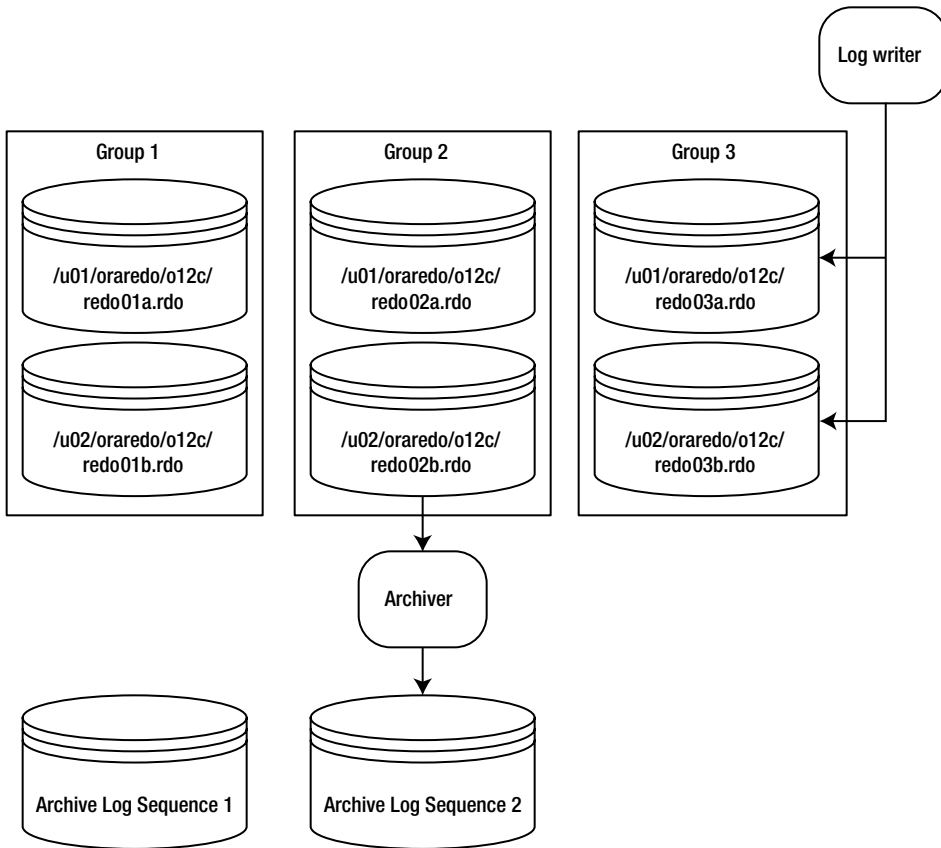 Log writer
Group 1
Group 2
Group 3
/u01/oraredo/o12c/
redo01a.rdo
/u01/oraredo/o12c/
redo02a.rdo
/u01/oraredo/o12c/
redo03a.rdo
/u02/oraredo/o12c/
redo01b.rdo
/u02/oraredo/o12c/
redo02b.rdo
/u02/oraredo/o12c/
redo03b.rdo
Archiver
Archive Log Sequence 1
Archive Log Sequence 2